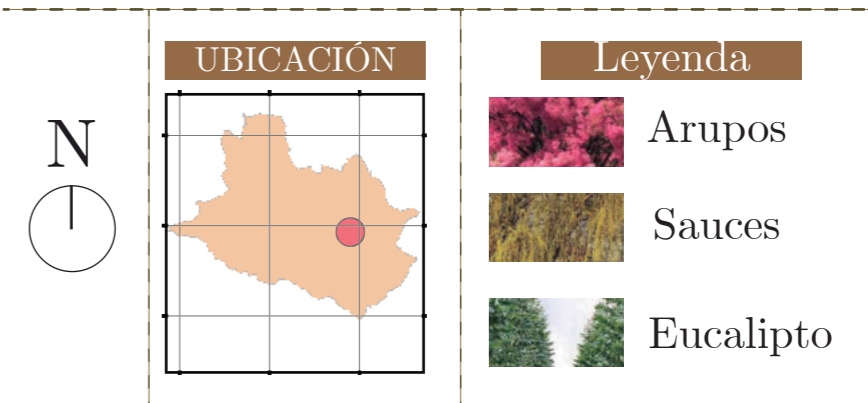 N
UBICACIÓN
Leyenda
Arupos
Sauces
Eucalipto